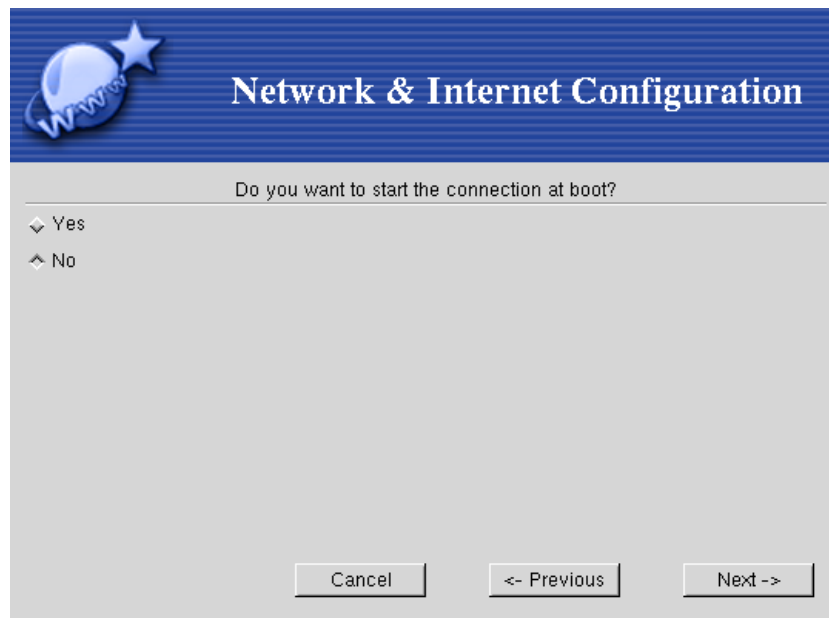 WWW
Network & Internet Configuration
Do you want to start the connection at boot?
Yes
No
Cancel
<- Previous
Next ->